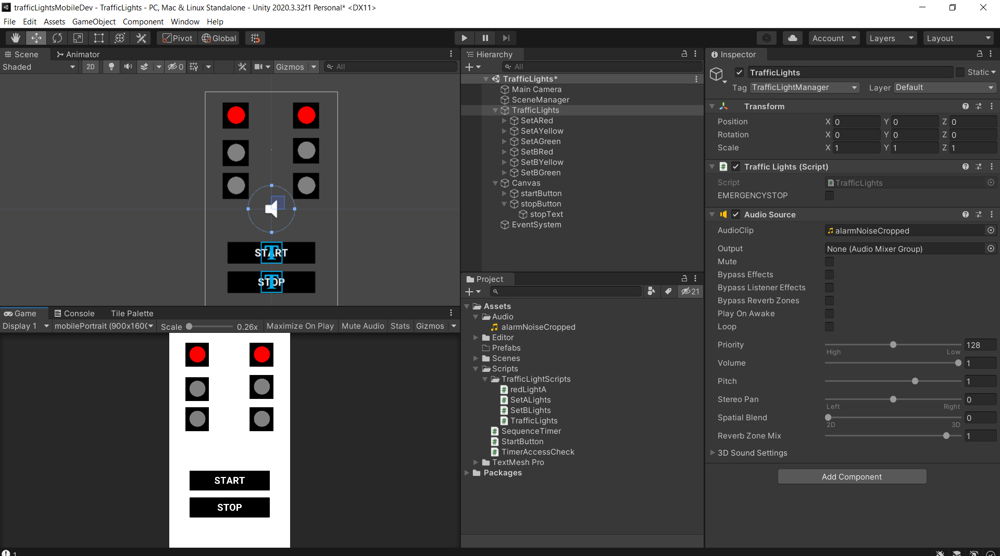 trafficLightsMobileDev - TrafficLights - PC, Mac & Linux Standalone - Unity 2020.3.32f1 Personal* <DX11>
File Edit Assets GameObject Component Window Help
Pivot Global Account Layers Layout
Scene Animator
Shaded 2D 0 Gizmos All
START
STOP
Game Console Tile Palette
Display 1 mobilePortrait (900x160 Scale 0.26x Maximize On Play Mute Audio Stats Gizmos
START
STOP
1
Hierarchy
All
TrafficLights*
Main Camera
SceneManager
TrafficLights
SetARed
SetAYellow
SetAGreen
SetBRed
SetBYellow
SetBGreen
Canvas
startButton
stopButton
stopText
EventSystem
Project
21
Assets
Audio
alarmNoiseCropped
Editor
Prefabs
Scenes
Scripts
TrafficLightScripts
redLightA
SetALights
SetBLights
TrafficLights
SequenceTimer
StartButton
TimerAccessCheck
TextMesh Pro
Packages
Inspector
TrafficLights Static
Tag TrafficLightManager Layer Default
Transform
Position X 0 Y 0 Z 0
Rotation X 0 Y 0 Z 0
Scale X 1 Y 1 Z 1
Traffic Lights (Script)
Script TrafficLights
EMERGENCYSTOP
Audio Source
AudioClip alarmNoiseCropped
Output None (Audio Mixer Group)
Mute
Bypass Effects
Bypass Listener Effects
Bypass Reverb Zones
Play On Awake
Loop
Priority 128
High Low
Volume 1
Pitch 1
Stereo Pan 0
Left Right
Spatial Blend 0
2D 3D
Reverb Zone Mix 1
3D Sound Settings
Add Component